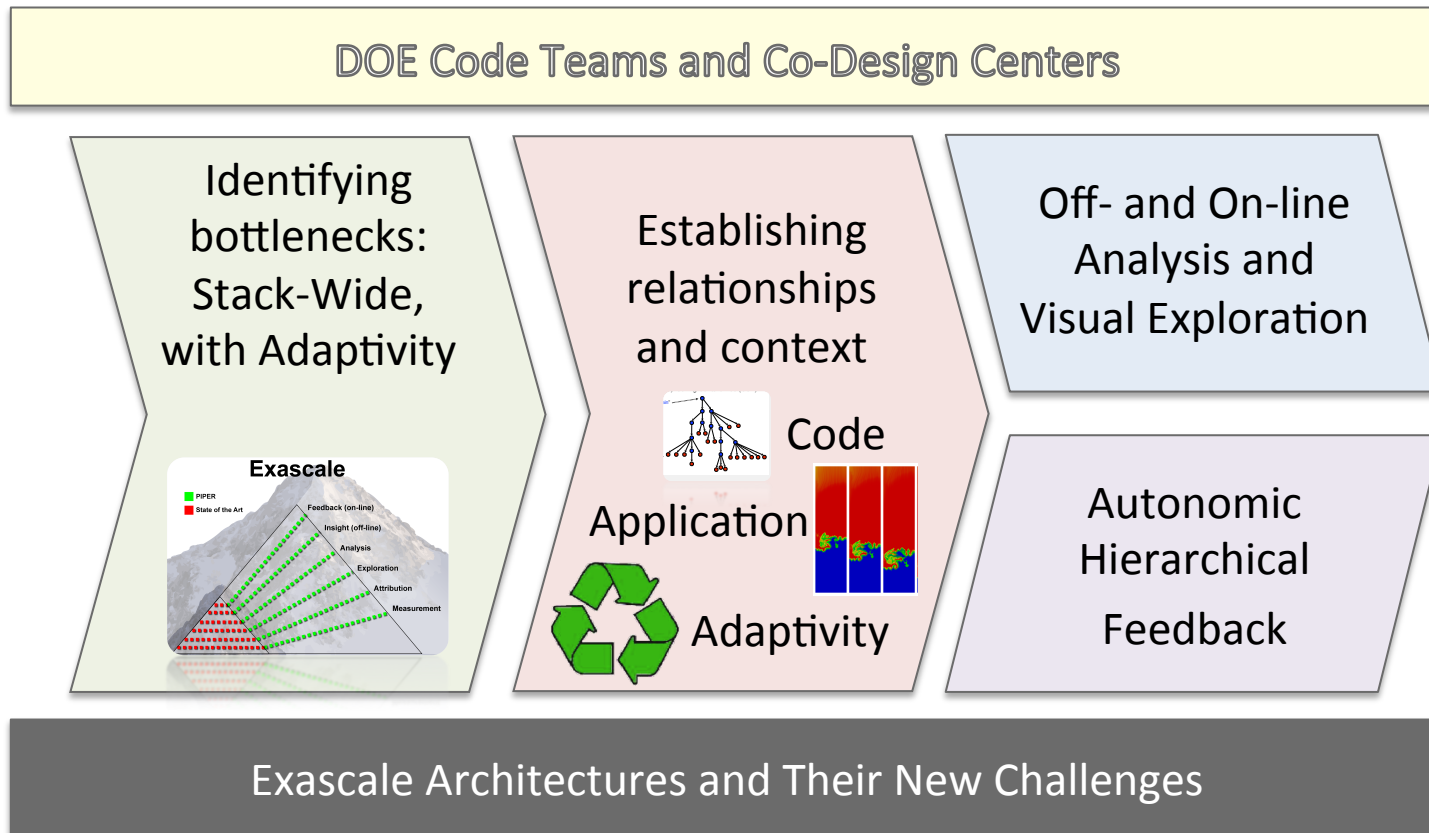 DOE Code Teams and Co-Design Centers
Identifying
bottlenecks:
Stack-Wide,
with Adaptivity
Exascale
PIPER
State of the Art
Feedback (on-line)
Insight (off-line)
Analysis
Exploration
Attribution
Measurement
Establishing
relationships
and context
Code
Application
Adaptivity
Off- and On-line
Analysis and
Visual Exploration
Autonomic
Hierarchical
Feedback
Exascale Architectures and Their New Challenges